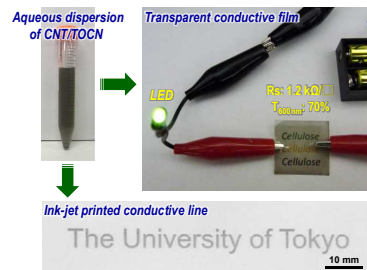 Aqueous dispersion
of CNT/TOCN
Transparent conductive film
LED
Rs: 1.2 kΩ/□
T600nm: 70%
Cellulose
Cellulose
Cellulose
Ink-jet printed conductive line
The University of Tokyo
10 mm